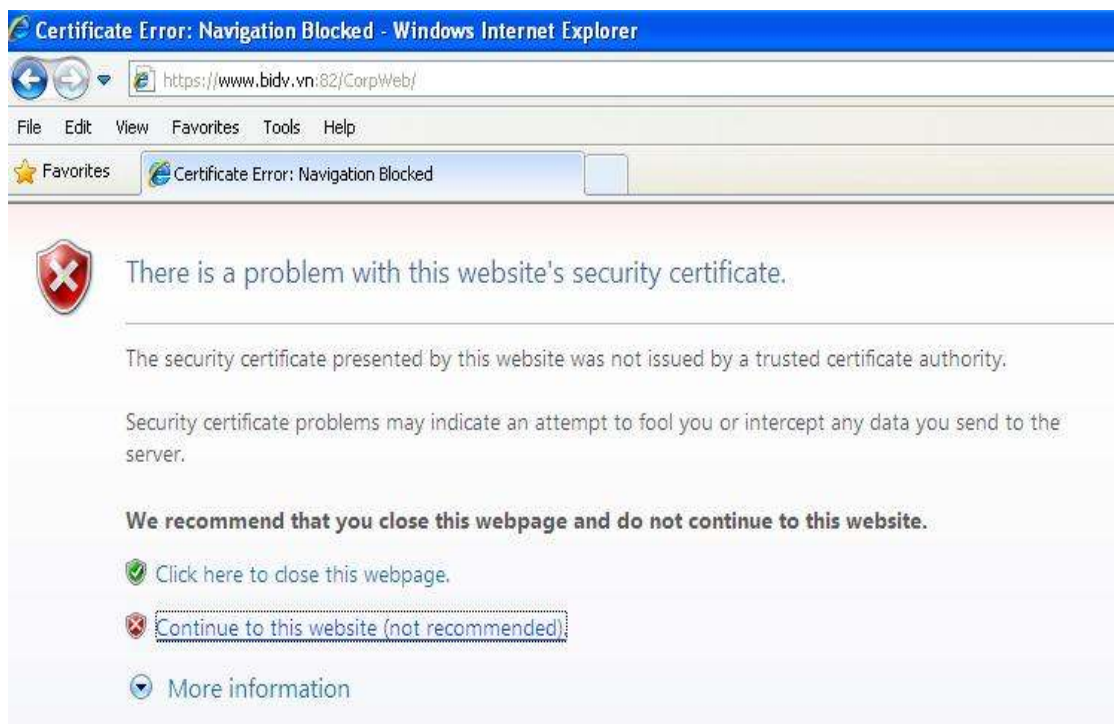 Certificate Error: Navigation Blocked - Windows Internet Explorer
https://www.bidv.vn:82/CorpWeb/
File Edit View Favorites Tools Help
Favorites Certificate Error: Navigation Blocked
There is a problem with this website's security certificate.
The security certificate presented by this website was not issued by a trusted certificate authority.
Security certificate problems may indicate an attempt to fool you or intercept any data you send to the
server.
We recommend that you close this webpage and do not continue to this website.
Click here to close this webpage.
Continue to this website (not recommended).
More information